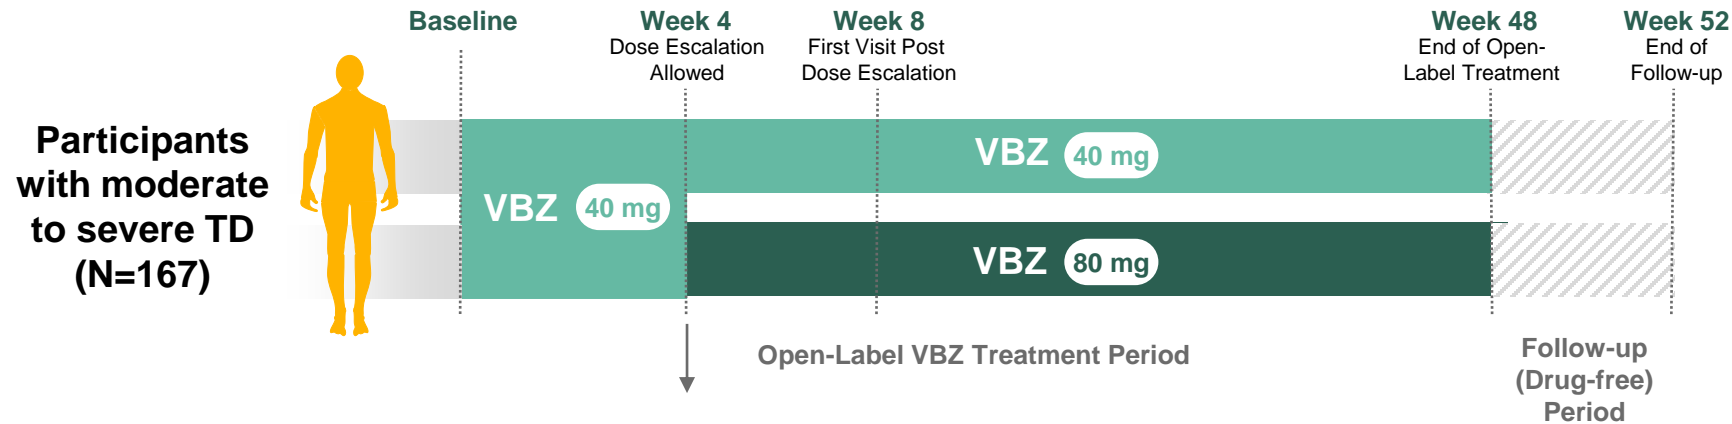 Baseline
Week 4
Dose Escalation
Allowed
Week 8
First Visit Post
Dose Escalation
Week 48
End of Open-
Label Treatment
Week 52
End of
Follow-up
Participants
with moderate
to severe TD
(N=167)
VBZ 40 mg
VBZ 40 mg
VBZ 80 mg
Open-Label VBZ Treatment Period
Follow-up
(Drug-free)
Period